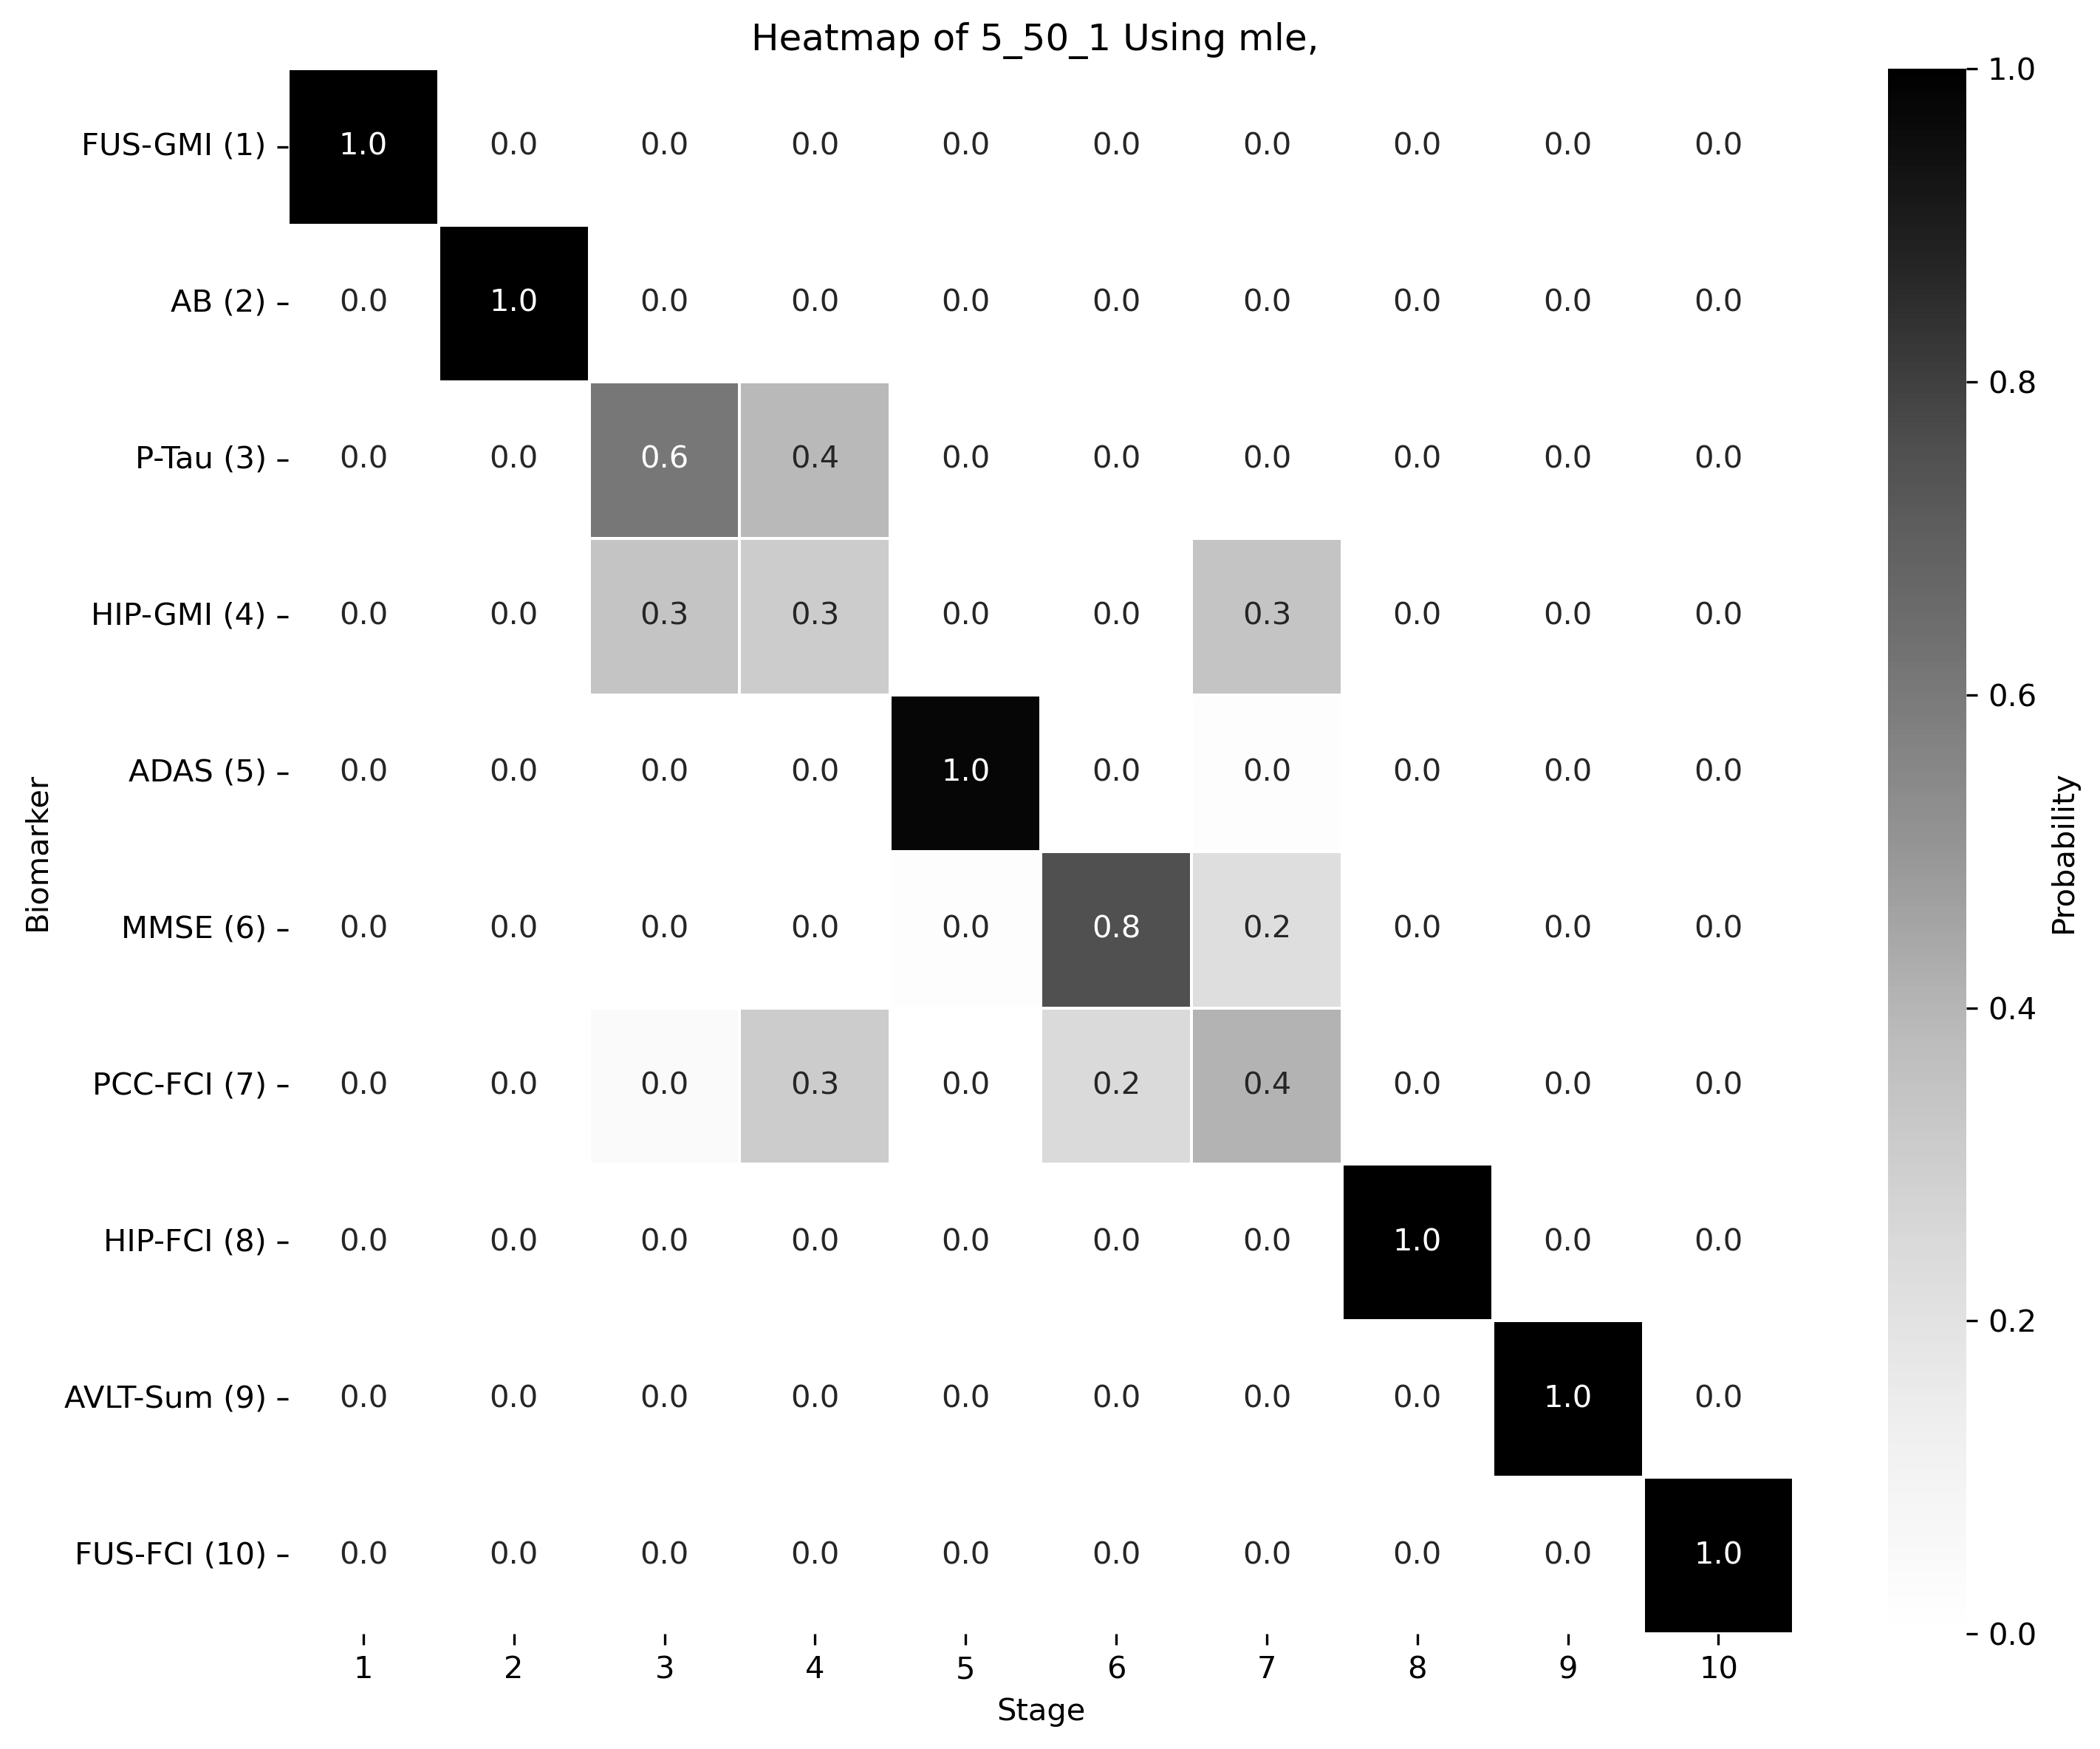 Heatmap of 5_50_1 Using mle,
FUS-GMI (1) 1.0 0.0 0.0 0.0 0.0 0.0 0.0 0.0 0.0 0.0
AB (2) 0.0 1.0 0.0 0.0 0.0 0.0 0.0 0.0 0.0 0.0
P-Tau (3) 0.0 0.0 0.6 0.4 0.0 0.0 0.0 0.0 0.0 0.0
HIP-GMI (4) 0.0 0.0 0.3 0.3 0.0 0.0 0.3 0.0 0.0 0.0
ADAS (5) 0.0 0.0 0.0 0.0 1.0 0.0 0.0 0.0 0.0 0.0
MMSE (6) 0.0 0.0 0.0 0.0 0.0 0.8 0.2 0.0 0.0 0.0
PCC-FCI (7) 0.0 0.0 0.0 0.3 0.0 0.2 0.4 0.0 0.0 0.0
HIP-FCI (8) 0.0 0.0 0.0 0.0 0.0 0.0 0.0 1.0 0.0 0.0
AVLT-Sum (9) 0.0 0.0 0.0 0.0 0.0 0.0 0.0 0.0 1.0 0.0
FUS-FCI (10) 0.0 0.0 0.0 0.0 0.0 0.0 0.0 0.0 0.0 1.0
1 2 3 4 5 6 7 8 9 10
Stage
Biomarker
1.0
0.8
0.6
0.4
0.2
0.0
Probability